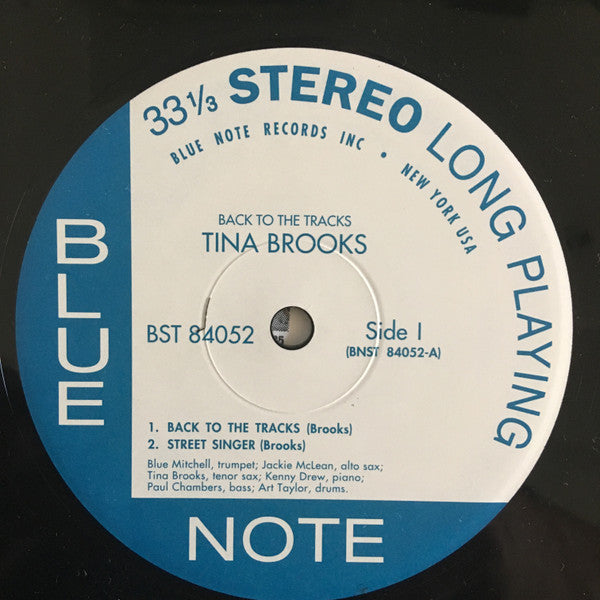 33⅓ STEREO LONG PLAYING
BLUE NOTE RECORDS INC • NEW YORK USA
BACK TO THE TRACKS
TINA BROOKS
BST 84052
Side I
(BNST 84052-A)
1. BACK TO THE TRACKS (Brooks)
2. STREET SINGER (Brooks)
Blue Mitchell, trumpet; Jackie McLean, alto sax;
Tina Brooks, tenor sax; Kenny Drew, piano;
Paul Chambers, bass; Art Taylor, drums.
BLUE
NOTE